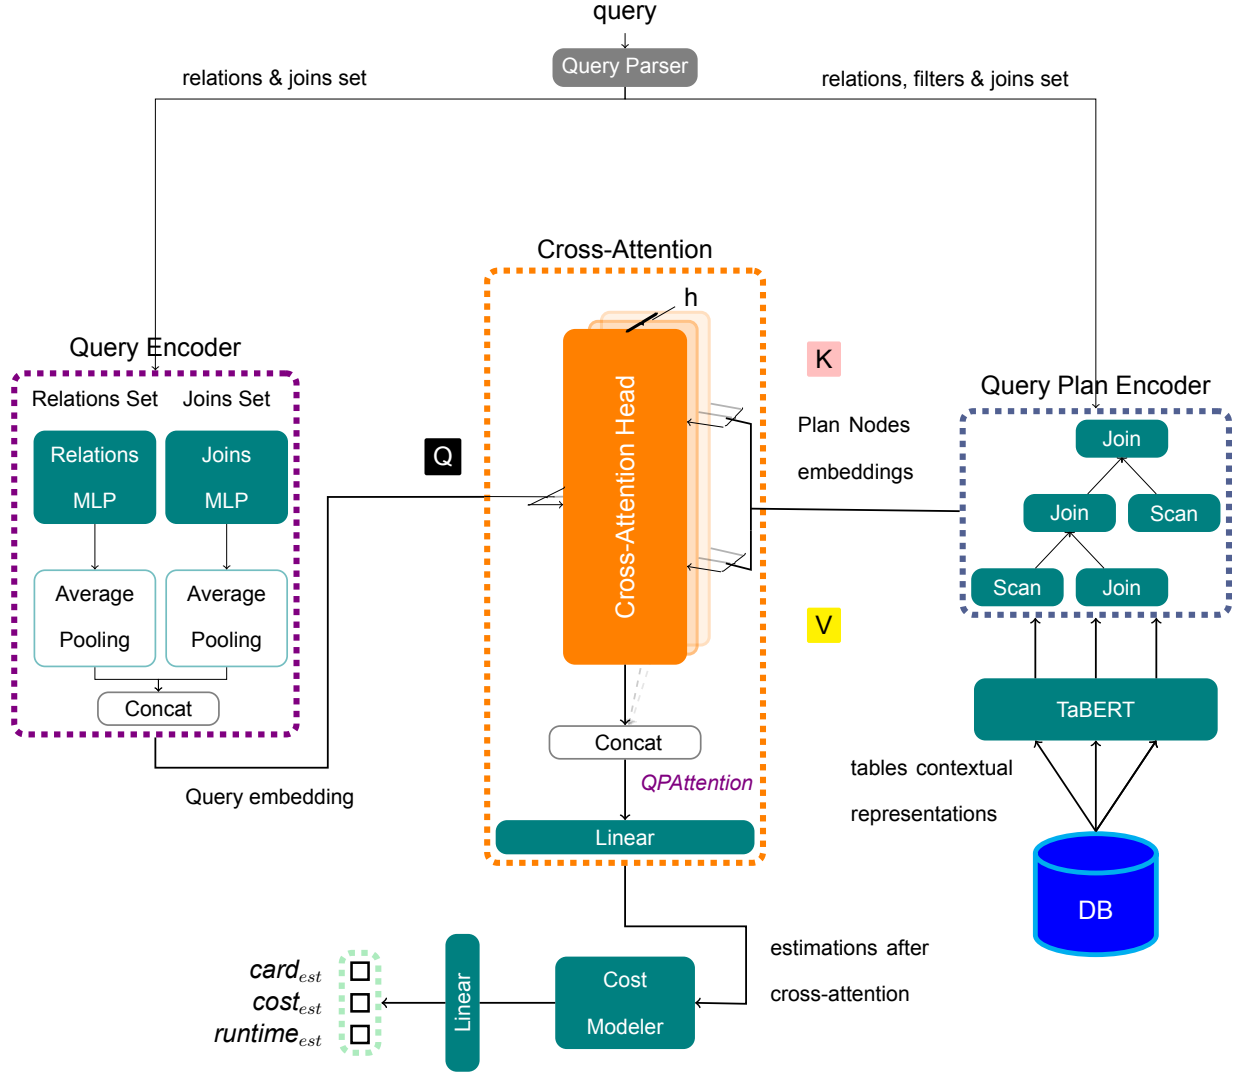 query
Query Parser
relations & joins set
relations, filters & joins set
Cross-Attention
h
Query Encoder
Relations Set
Joins Set
Relations
MLP
Joins
MLP
Average
Pooling
Average
Pooling
Concat
Query embedding
Q
Cross-Attention Head
K
Plan Nodes
embeddings
V
Concat
QPAttention
Linear
Query Plan Encoder
Join
Join
Scan
Scan
Join
TaBERT
tables contextual
representations
DB
estimations after
cross-attention
Cost
Modeler
Linear
card_est
cost_est
runtime_est